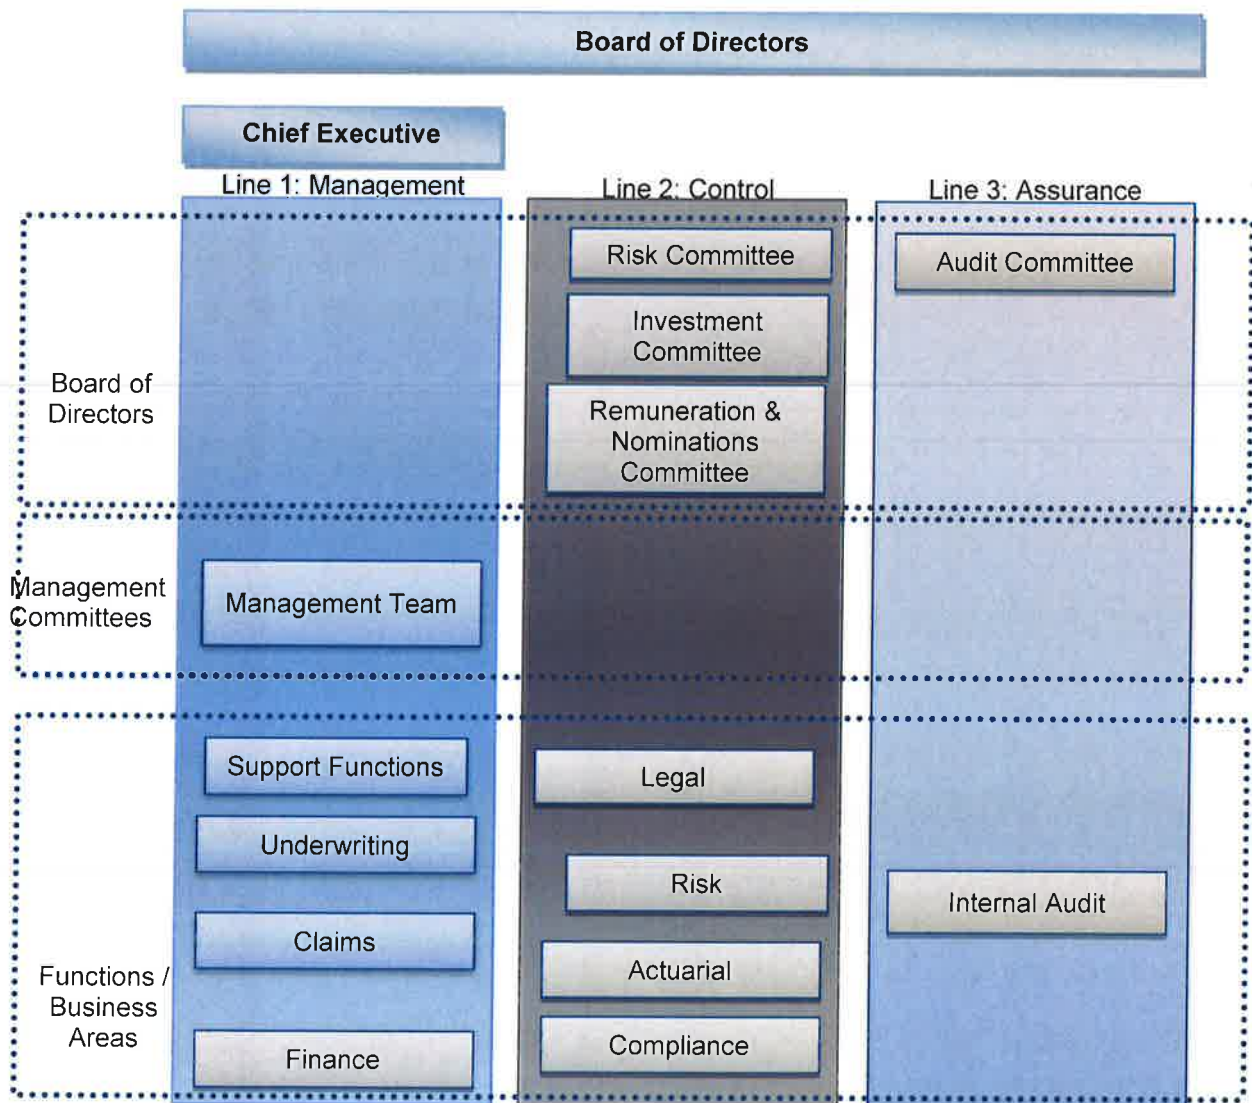 Board of Directors
Chief Executive
Line 1: Management
Line 2: Control
Line 3: Assurance
Board of
Directors
Risk Committee
Investment
Committee
Remuneration &
Nominations
Committee
Audit Committee
Management
Committees
Management Team
Functions /
Business
Areas
Support Functions
Underwriting
Claims
Finance
Legal
Risk
Actuarial
Compliance
Internal Audit